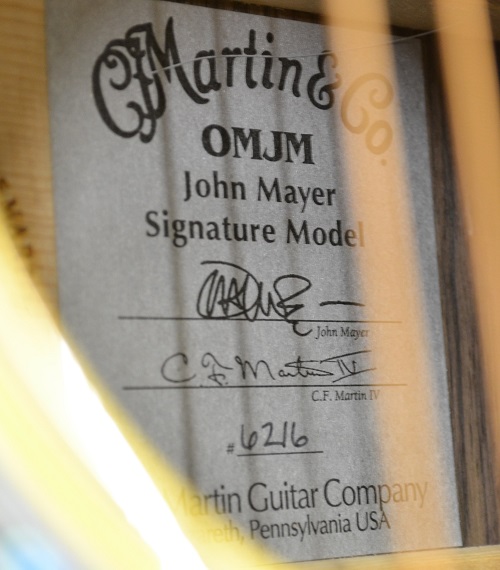 CF Martin & Co.
OMJM
John Mayer
Signature Model
John Mayer
C. F. Martin IV
C.F. Martin IV
#6216
Martin Guitar Company
Pennsylvania USA